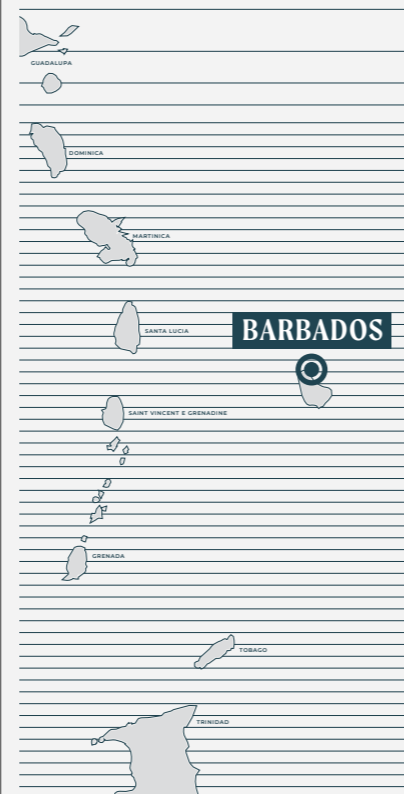 GUADALUPA
DOMINICA
MARTINICA
SANTA LUCIA
BARBADOS
SAINT VINCENT E GRENADINE
GRENADA
TOBAGO
TRINIDAD